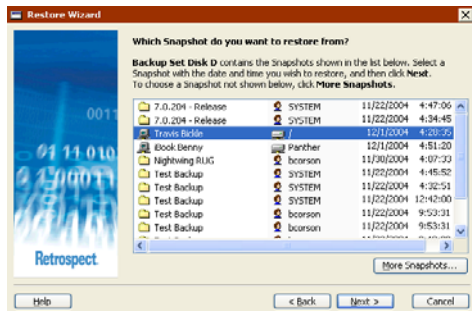 Restore Wizard
Which Snapshot do you want to restore from?
Backup Set Disk D contains the Snapshots shown in the list below. Select a
Snapshot with the date and time you wish to restore, and then click Next.
To choose a Snapshot not shown below, click More Snapshots.
7.0.204 - Release SYSTEM 11/22/2004 4:47:06
7.0.204 - Release SYSTEM 11/22/2004 4:34:45
Travis Bickle / 12/1/2004 4:28:35
iBook Benny Panther 12/1/2004 4:51:20
Nightwing RUG bcorson 11/30/2004 4:07:33
Test Backup SYSTEM 11/22/2004 4:45:52
Test Backup SYSTEM 11/22/2004 4:32:51
Test Backup SYSTEM 11/22/2004 12:42:00
Test Backup bcorson 11/22/2004 9:53:31
Test Backup bcorson 11/22/2004 9:53:31
More Snapshots...
Retrospect
Help
< Back
Next >
Cancel